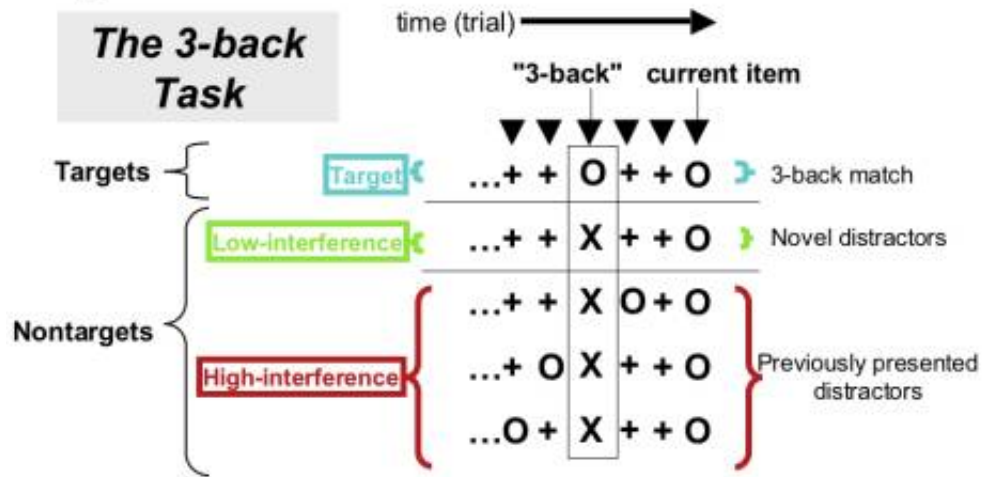 The 3-back
Task
time (trial)
"3-back" current item
Targets
Target
...+ + O + + O
3-back match
Low-interference
...+ + X + + O
Novel distractors
Nontargets
High-interference
...+ + X O + O
...+ O X + + O
...O + X + + O
Previously presented
distractors